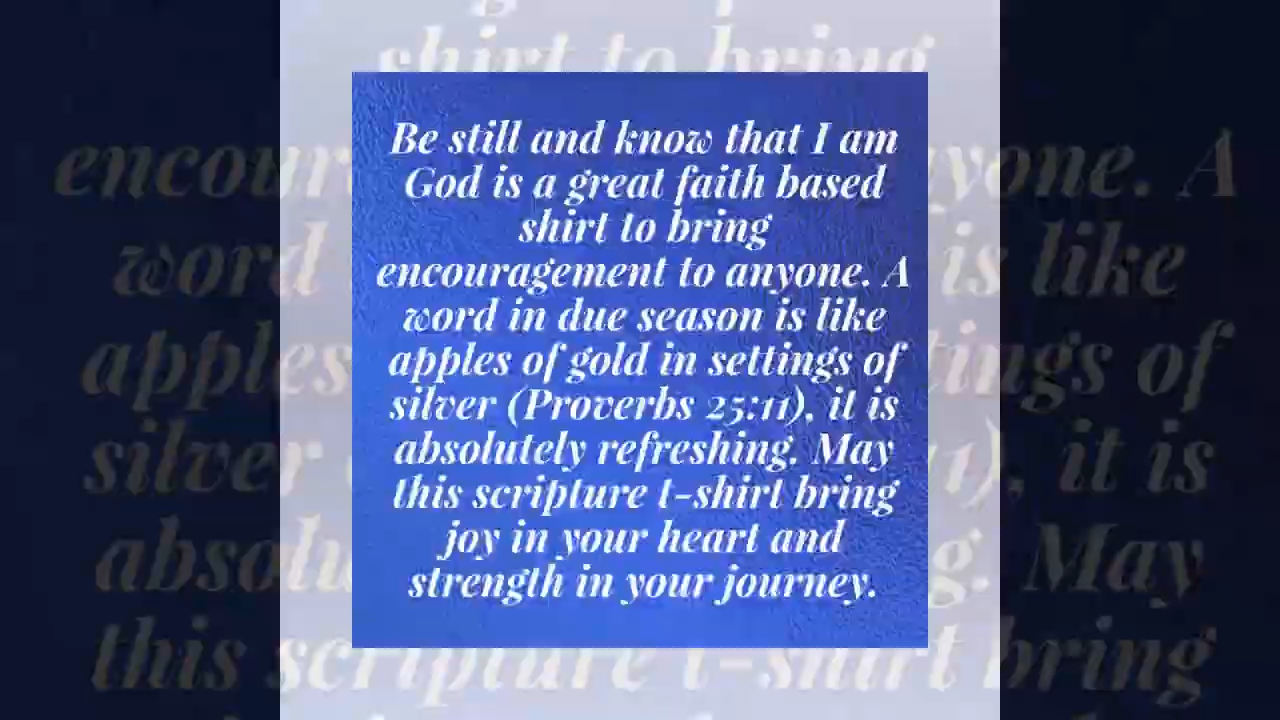 Be still and know that I am
God is a great faith based
shirt to bring
encouragement to anyone. A
word in due season is like
apples of gold in settings of
silver (Proverbs 25:11), it is
absolutely refreshing. May
this scripture t-shirt bring
joy in your heart and
strength in your journey.